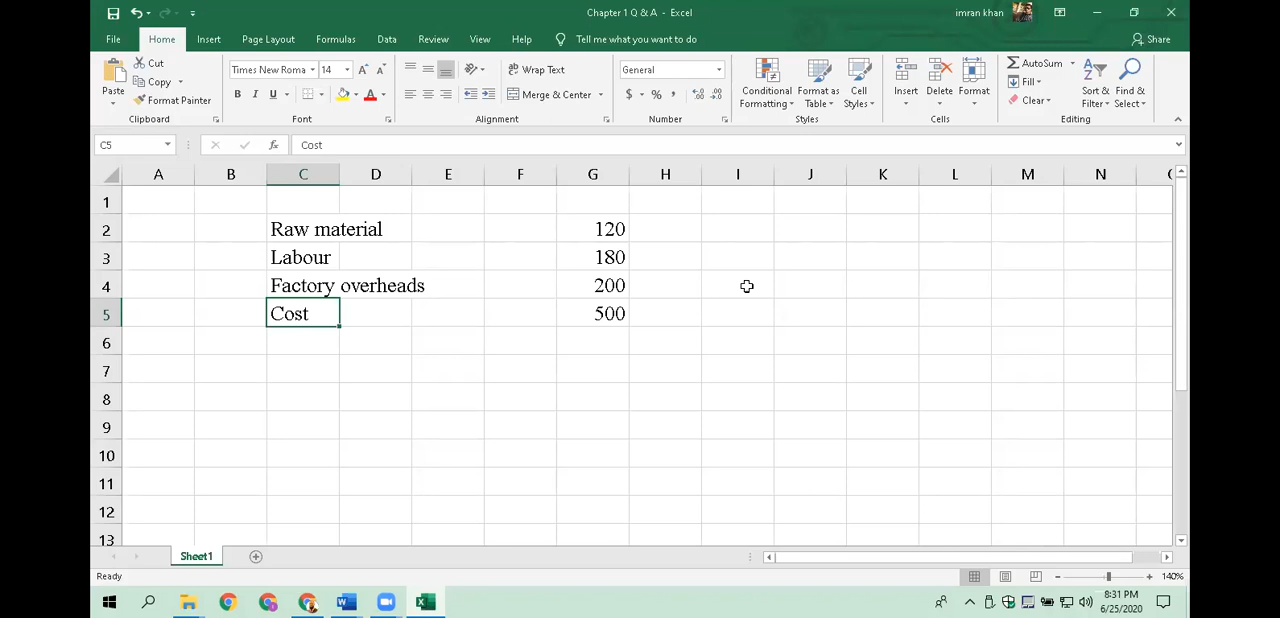 Chapter 1 Q & A - Excel
imran khan
File Home Insert Page Layout Formulas Data Review View Help Tell me what you want to do Share
Paste
Cut
Copy
Format Painter
Clipboard
Times New Roma 14
B I U
Font
Wrap Text
Merge & Center
Alignment
General
$ % ,
Number
Conditional Formatting
Format as Table
Cell Styles
Styles
Insert
Delete
Format
Cells
AutoSum
Fill
Clear
Sort & Filter
Find & Select
Editing
C5 fx Cost
A B C D E F G H I J K L M N
1
2 Raw material 120
3 Labour 180
4 Factory overheads 200
5 Cost 500
6
7
8
9
10
11
12
13
Sheet1
Ready 140%
8:31 PM
6/25/2020